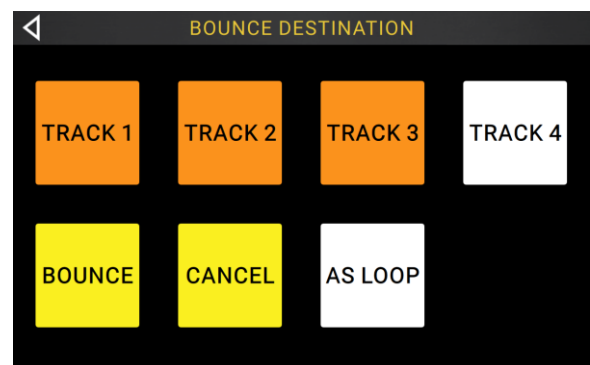 BOUNCE DESTINATION
TRACK 1 TRACK 2 TRACK 3 TRACK 4
BOUNCE CANCEL AS LOOP